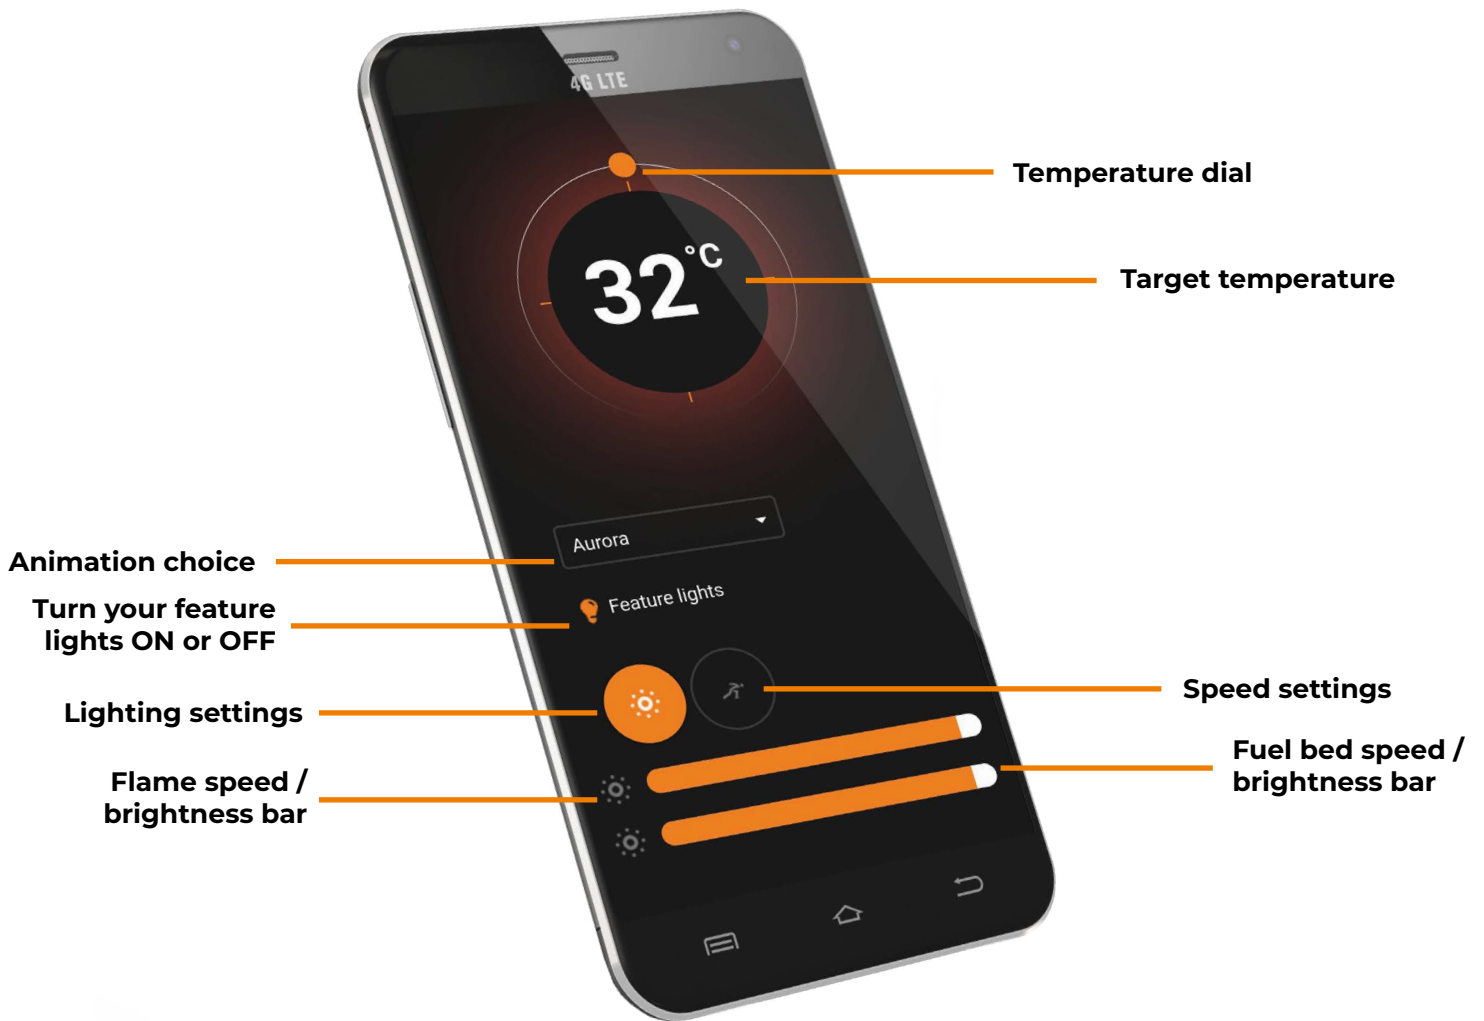 4G LTE
Temperature dial
32°C
Target temperature
Aurora
Animation choice
Feature lights
Turn your feature
lights ON or OFF
Lighting settings
Speed settings
Flame speed /
brightness bar
Fuel bed speed /
brightness bar